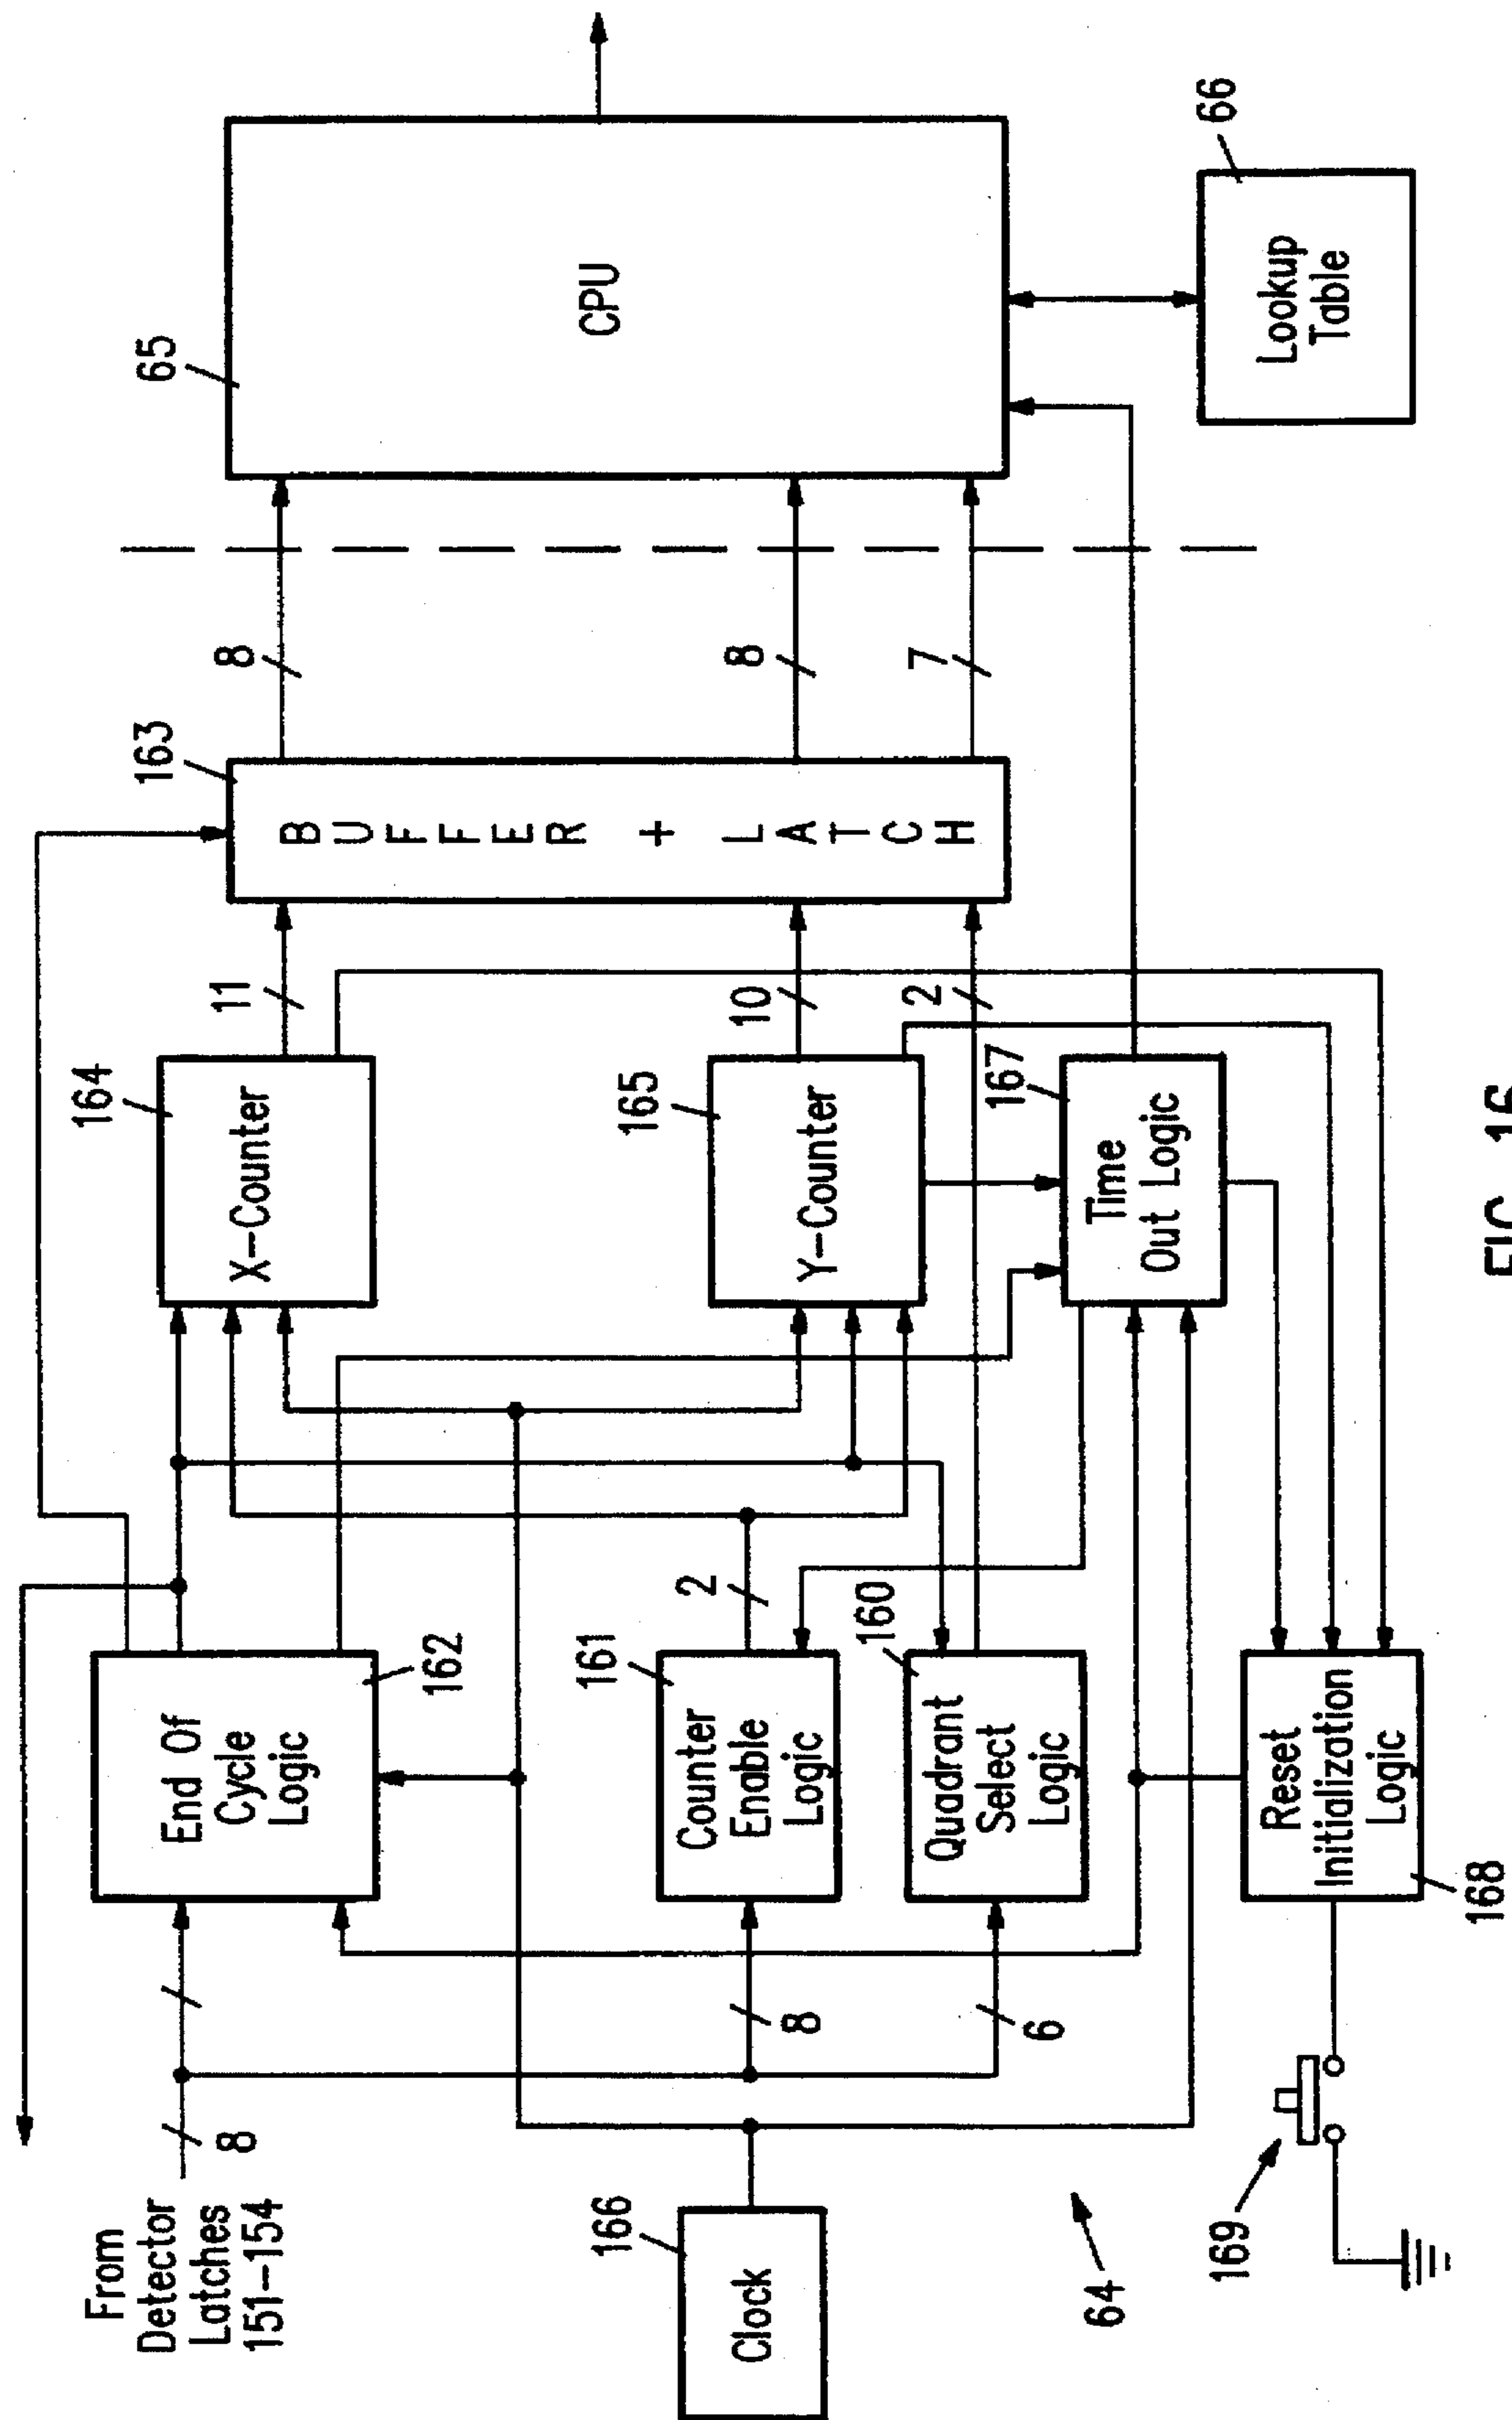 From
Detector
Latches
151–154
8
8
6
Clock
166
64
169
End Of
Cycle
Logic
162
Counter
Enable
Logic
161
2
Quadrant
Select
Logic
160
Reset
Initialization
Logic
168
X–Counter
164
11
Y–Counter
165
10
2
Time
Out Logic
167
BUFFER + LATCH
163
8
8
7
CPU
65
Lookup
Table
66
FIG. 16